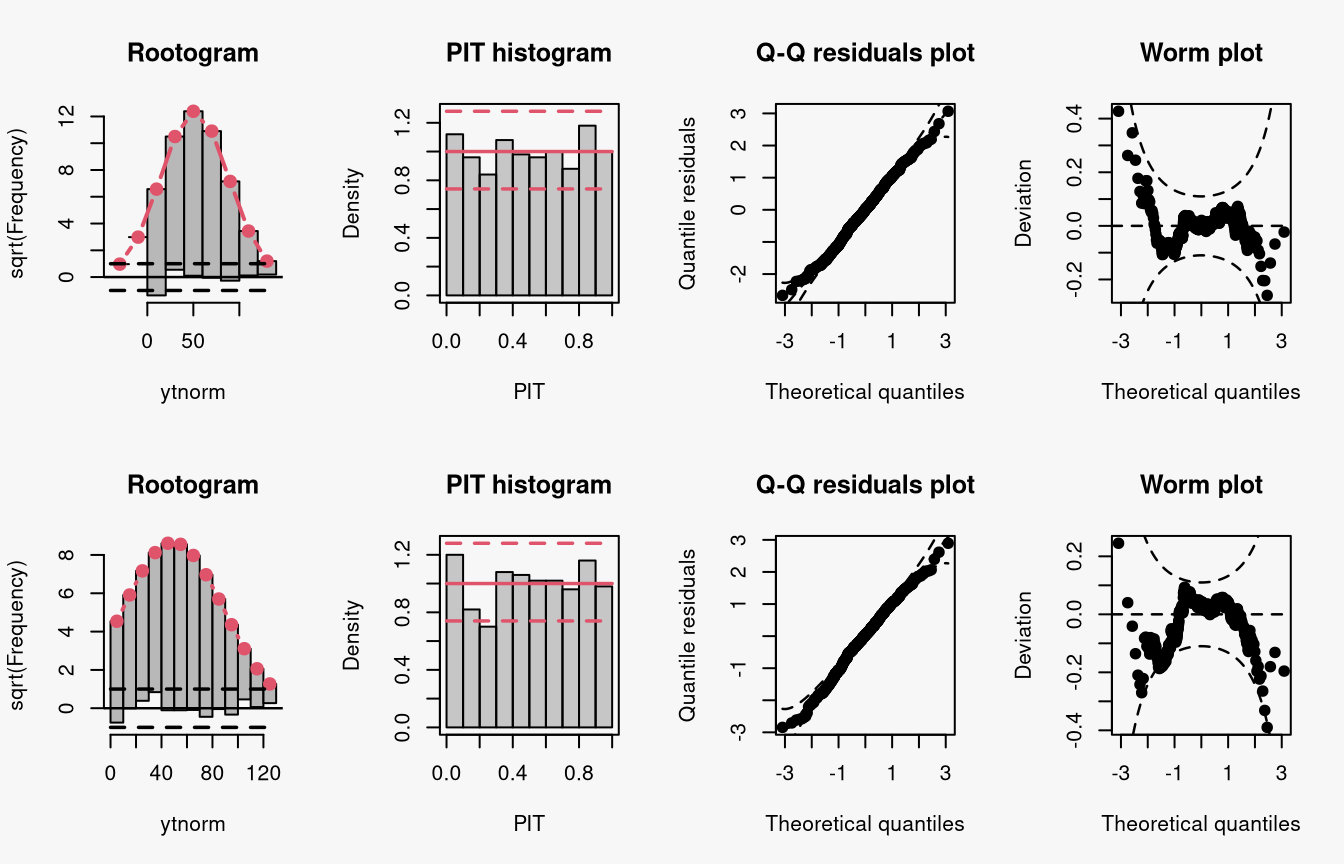 Rootogram
PIT histogram
Q-Q residuals plot
Worm plot
sqrt(Frequency)
0 4 8 12
0 50
ytnorm
Density
0.0 0.4 0.8 1.2
0.0 0.4 0.8
PIT
Quantile residuals
-2 0 1 2 3
-3 -1 1 3
Theoretical quantiles
Deviation
-0.2 0.0 0.2 0.4
-3 -1 1 3
Theoretical quantiles
Rootogram
PIT histogram
Q-Q residuals plot
Worm plot
sqrt(Frequency)
0 2 4 6 8
0 40 80 120
ytnorm
Density
0.0 0.4 0.8 1.2
0.0 0.4 0.8
PIT
Quantile residuals
-3 -1 1 2 3
-3 -1 1 3
Theoretical quantiles
Deviation
-0.4 -0.2 0.0 0.2
-3 -1 1 3
Theoretical quantiles